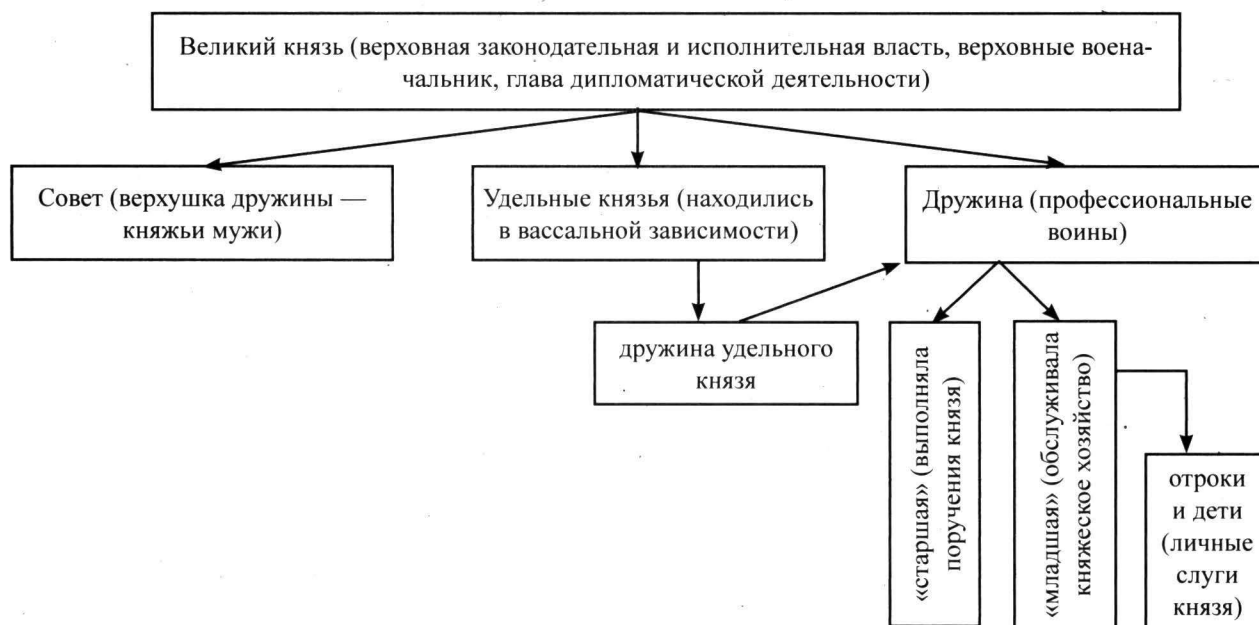 Великий князь (верховная законодательная и исполнительная власть, верховные воена-
чальник, глава дипломатической деятельности)
Совет (верхушка дружины —
княжьи мужи)
Удельные князья (находились
в вассальной зависимости)
Дружина (профессиональные
воины)
дружина удельного
князя
«старшая» (выполняла
поручения князя)
«младшая» (обслуживала
княжеское хозяйство)
отроки
и дети
(личные
слуги
князя)